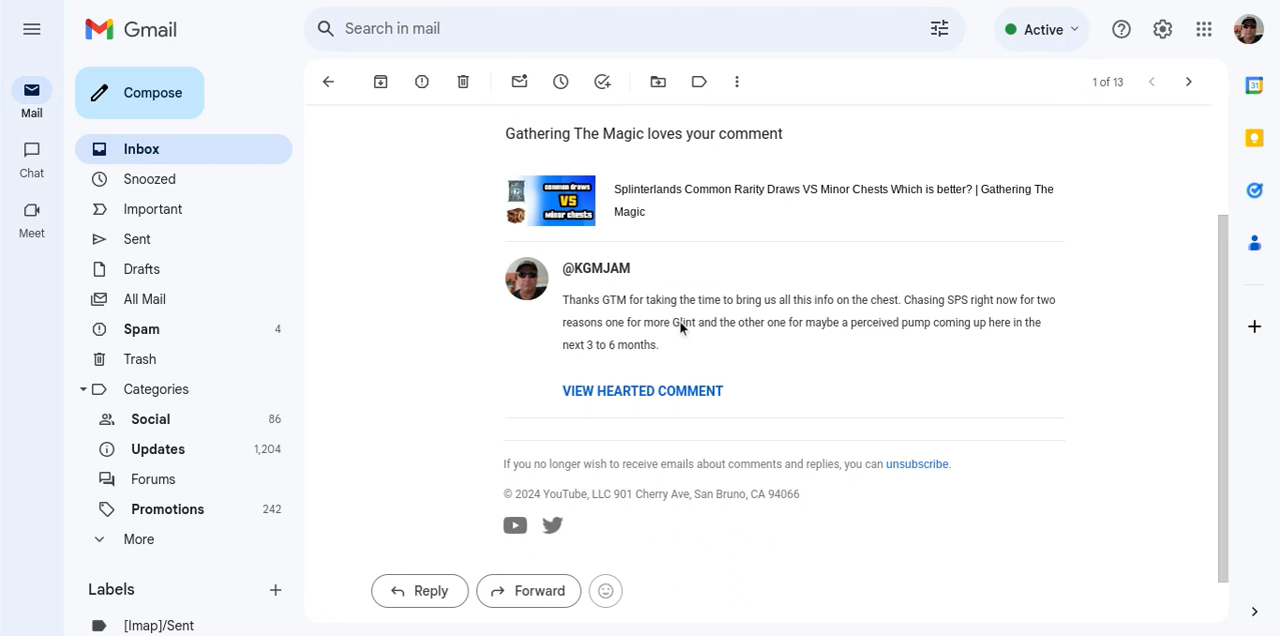 Gmail
Search in mail
Active
Mail
Chat
Meet
Compose
Inbox
Snoozed
Important
Sent
Drafts
All Mail
Spam 4
Trash
Categories
Social 86
Updates 1,204
Forums
Promotions 242
More
Labels
[Imap]/Sent
1 of 13
Gathering The Magic loves your comment
common draws
VS
Minor chests
Splinterlands Common Rarity Draws VS Minor Chests Which is better? | Gathering The
Magic
@KGMJAM
Thanks GTM for taking the time to bring us all this info on the chest. Chasing SPS right now for two
reasons one for more Glint and the other one for maybe a perceived pump coming up here in the
next 3 to 6 months.
VIEW HEARTED COMMENT
If you no longer wish to receive emails about comments and replies, you can unsubscribe.
© 2024 YouTube, LLC 901 Cherry Ave, San Bruno, CA 94066
Reply
Forward
31